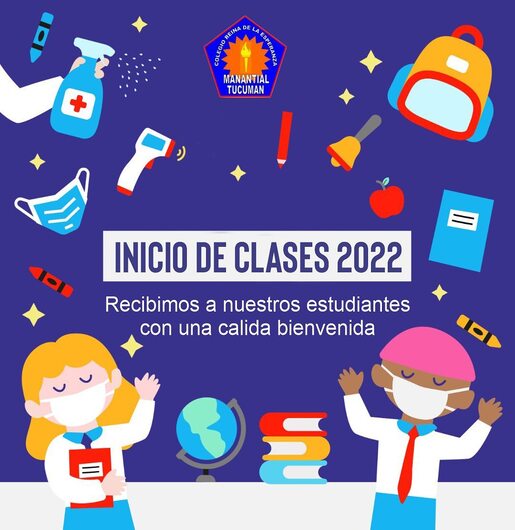 COLEGIO REINA DE LA ESPERANZA
MANANTIAL
TUCUMAN
INICIO DE CLASES 2022
Recibimos a nuestros estudiantes
con una calida bienvenida